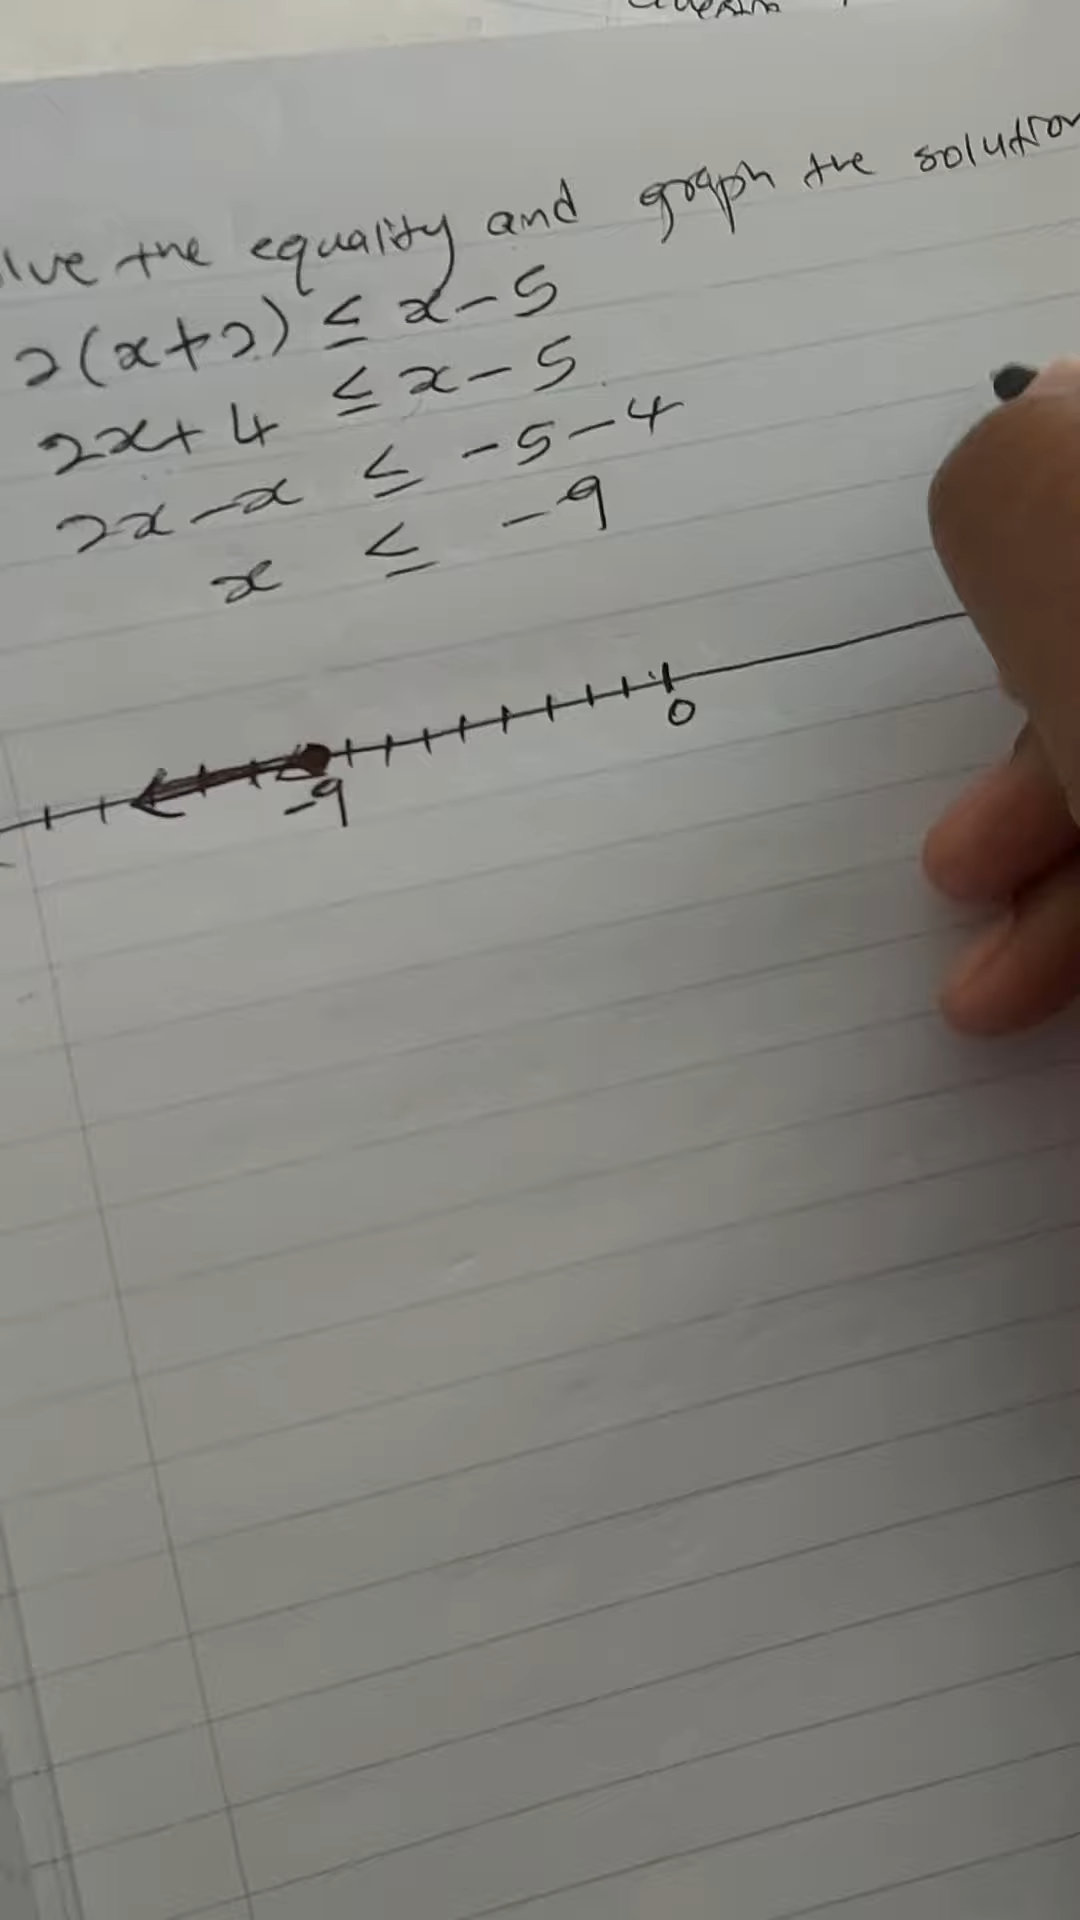 lve the equality and graph the solution
2(x+2) ≤ x-5
2x+4 ≤ x-5
2x-x ≤ -5-4
x ≤ -9
0
-9